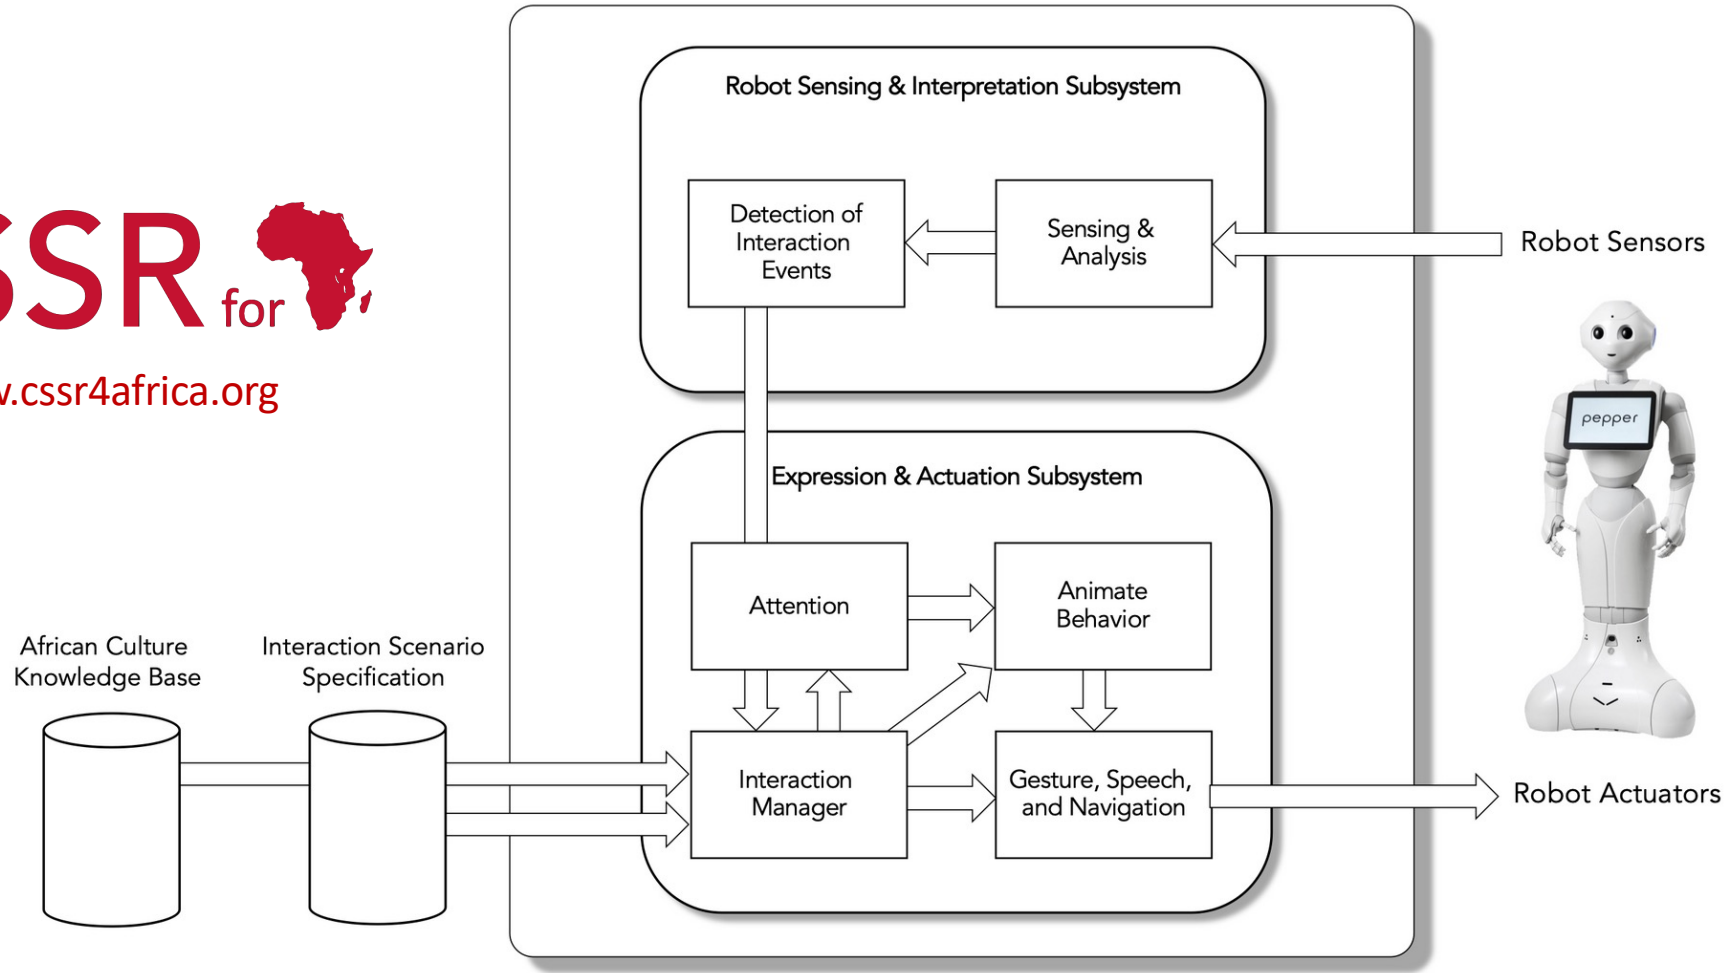 Robot Sensing & Interpretation Subsystem
Detection of
Interaction
Events
Sensing &
Analysis
Robot Sensors
SSR for
.cssr4africa.org
pepper
Expression & Actuation Subsystem
Attention
Animate
Behavior
African Culture
Knowledge Base
Interaction Scenario
Specification
Interaction
Manager
Gesture, Speech,
and Navigation
Robot Actuators